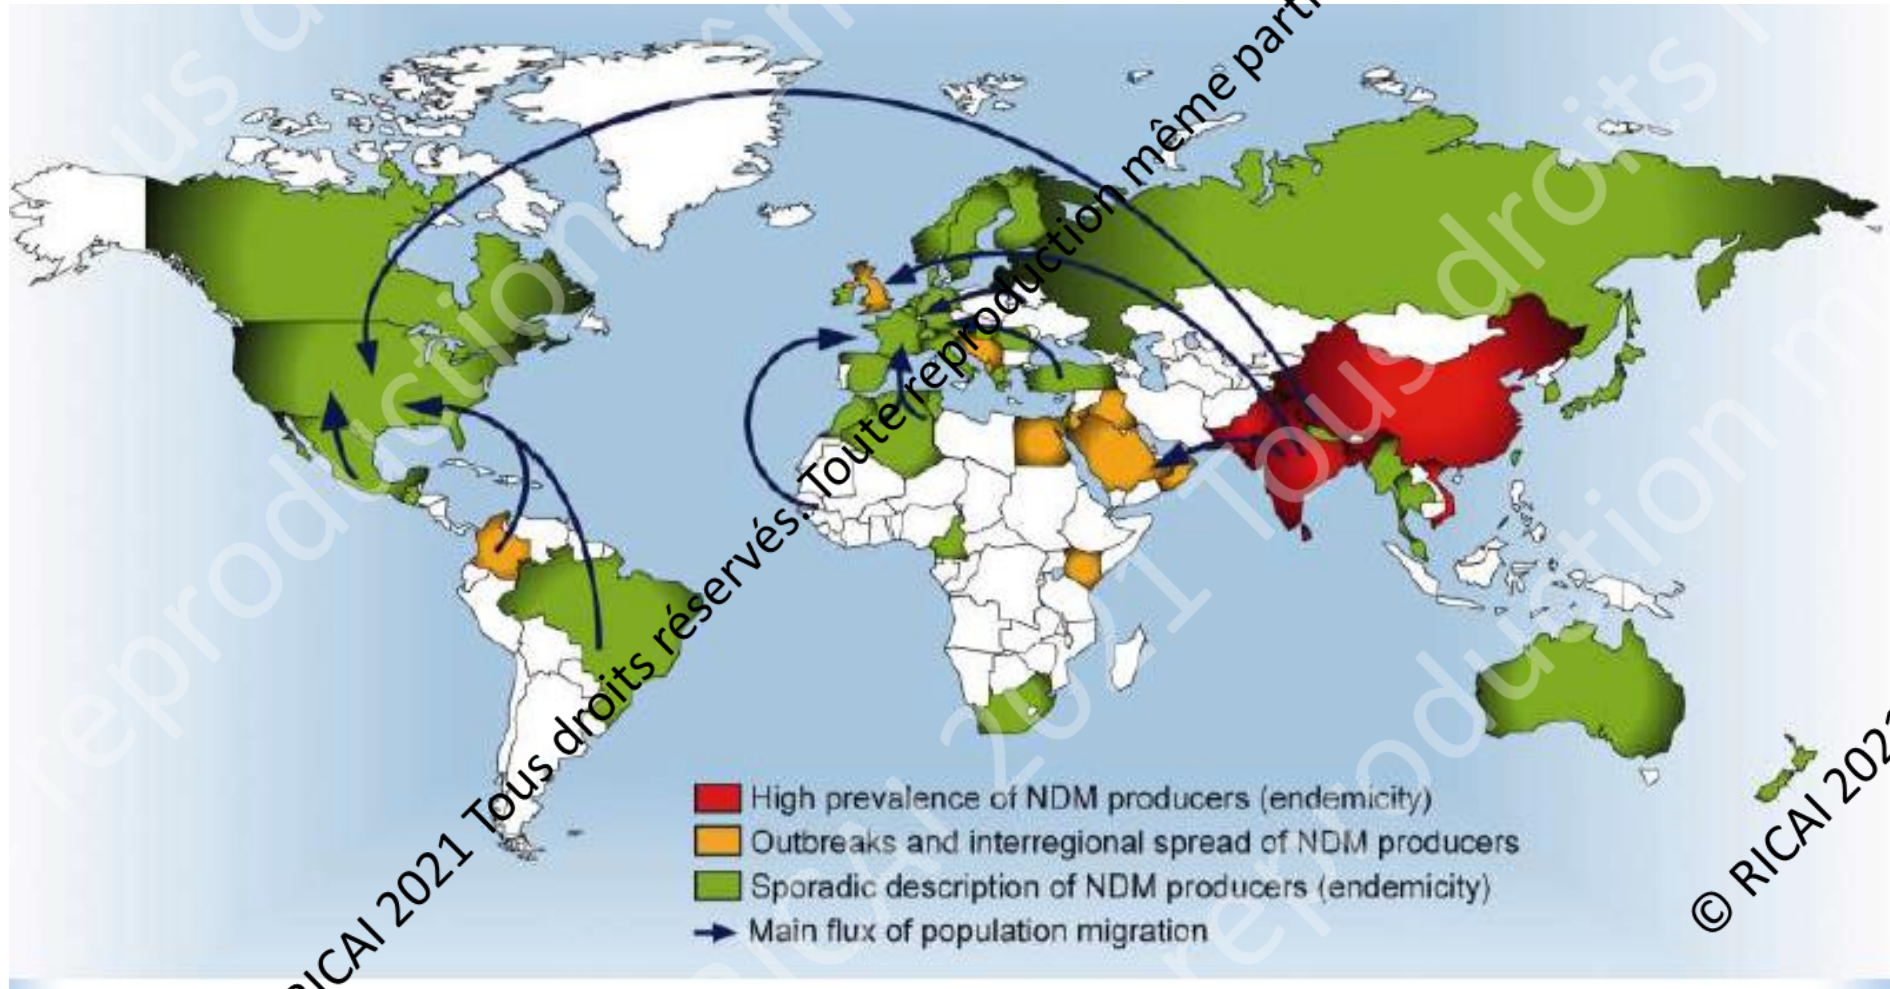 RICAI 2021 Tous droits réservés. Toute reproduction même parti
High prevalence of NDM producers (endemicity)
Outbreaks and interregional spread of NDM producers
Sporadic description of NDM producers (endemicity)
Main flux of population migration
© RICAI 202